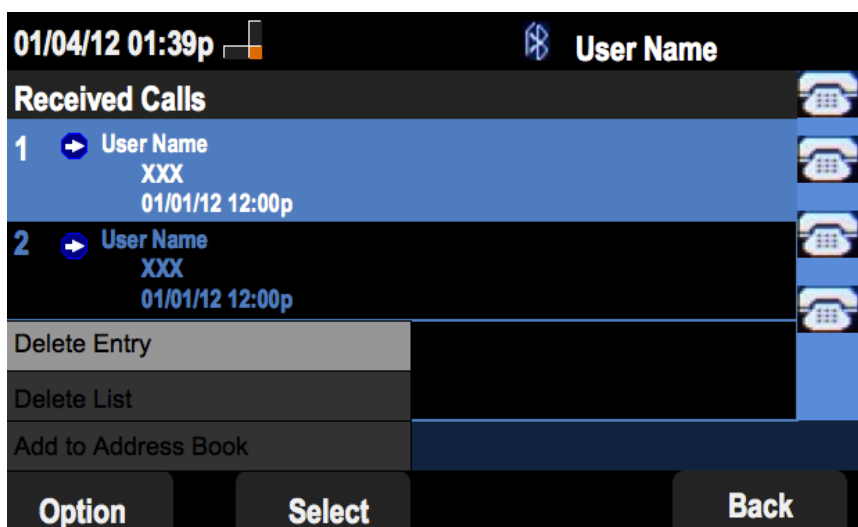 01/04/12 01:39p User Name
Received Calls
1 User Name
XXX
01/01/12 12:00p
2 User Name
XXX
01/01/12 12:00p
Delete Entry
Delete List
Add to Address Book
Option Select Back